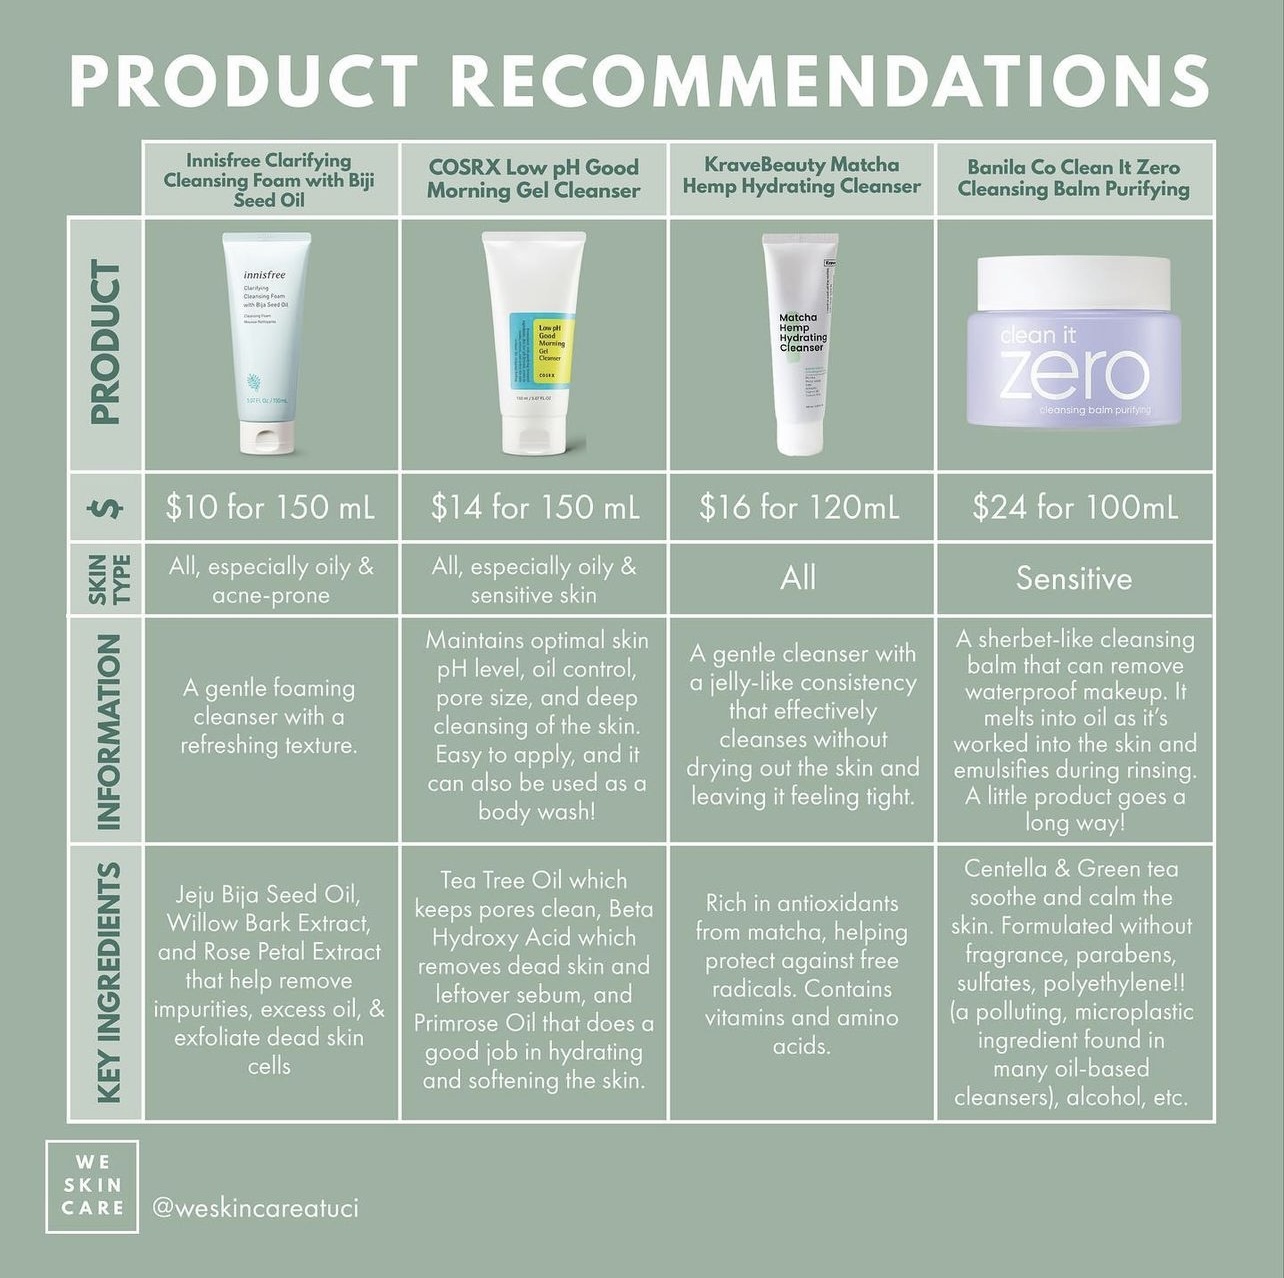 PRODUCT RECOMMENDATIONS
Innisfree Clarifying
Cleansing Foam with Biji
Seed Oil
COSRX Low pH Good
Morning Gel Cleanser
KraveBeauty Matcha
Hemp Hydrating Cleanser
Banila Co Clean It Zero
Cleansing Balm Purifying
PRODUCT
innisfree
Clarifying
Cleansing Foam
with Bija Seed Oil
Low pH
Good
Morning
Gel
Cleanser
COSRX
Matcha
Hemp
Hydrating
Cleanser
clean it
zero
cleansing balm purifying
$
$10 for 150 mL
$14 for 150 mL
$16 for 120mL
$24 for 100mL
SKIN
TYPE
All, especially oily &
acne-prone
All, especially oily &
sensitive skin
All
Sensitive
INFORMATION
A gentle foaming
cleanser with a
refreshing texture.
Maintains optimal skin
pH level, oil control,
pore size, and deep
cleansing of the skin.
Easy to apply, and it
can also be used as a
body wash!
A gentle cleanser with
a jelly-like consistency
that effectively
cleanses without
drying out the skin and
leaving it feeling tight.
A sherbet-like cleansing
balm that can remove
waterproof makeup. It
melts into oil as it's
worked into the skin and
emulsifies during rinsing.
A little product goes a
long way!
KEY INGREDIENTS
Jeju Bija Seed Oil,
Willow Bark Extract,
and Rose Petal Extract
that help remove
impurities, excess oil, &
exfoliate dead skin
cells
Tea Tree Oil which
keeps pores clean, Beta
Hydroxy Acid which
removes dead skin and
leftover sebum, and
Primrose Oil that does a
good job in hydrating
and softening the skin.
Rich in antioxidants
from matcha, helping
protect against free
radicals. Contains
vitamins and amino
acids.
Centella & Green tea
soothe and calm the
skin. Formulated without
fragrance, parabens,
sulfates, polyethylene!!
(a polluting, microplastic
ingredient found in
many oil-based
cleansers), alcohol, etc.
WE
SKIN
CARE
@weskincareatuci